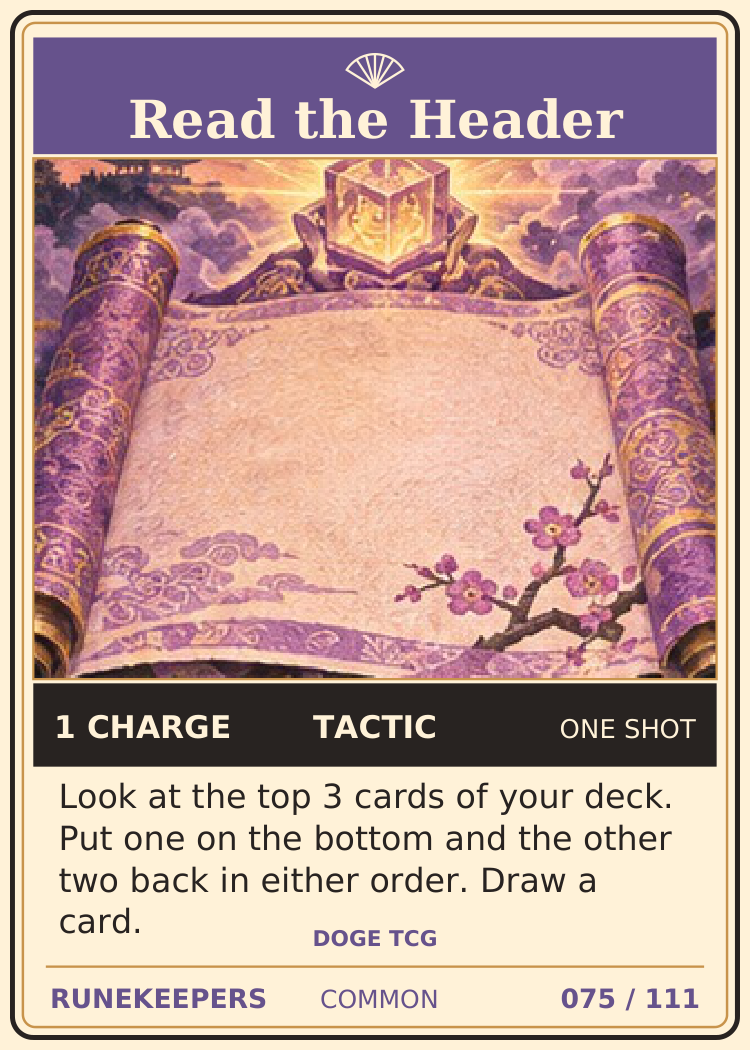 Read the Header
1 CHARGE TACTIC ONE SHOT
Look at the top 3 cards of your deck.
Put one on the bottom and the other
two back in either order. Draw a
card.
DOGE TCG
RUNEKEEPERS COMMON 075 / 111